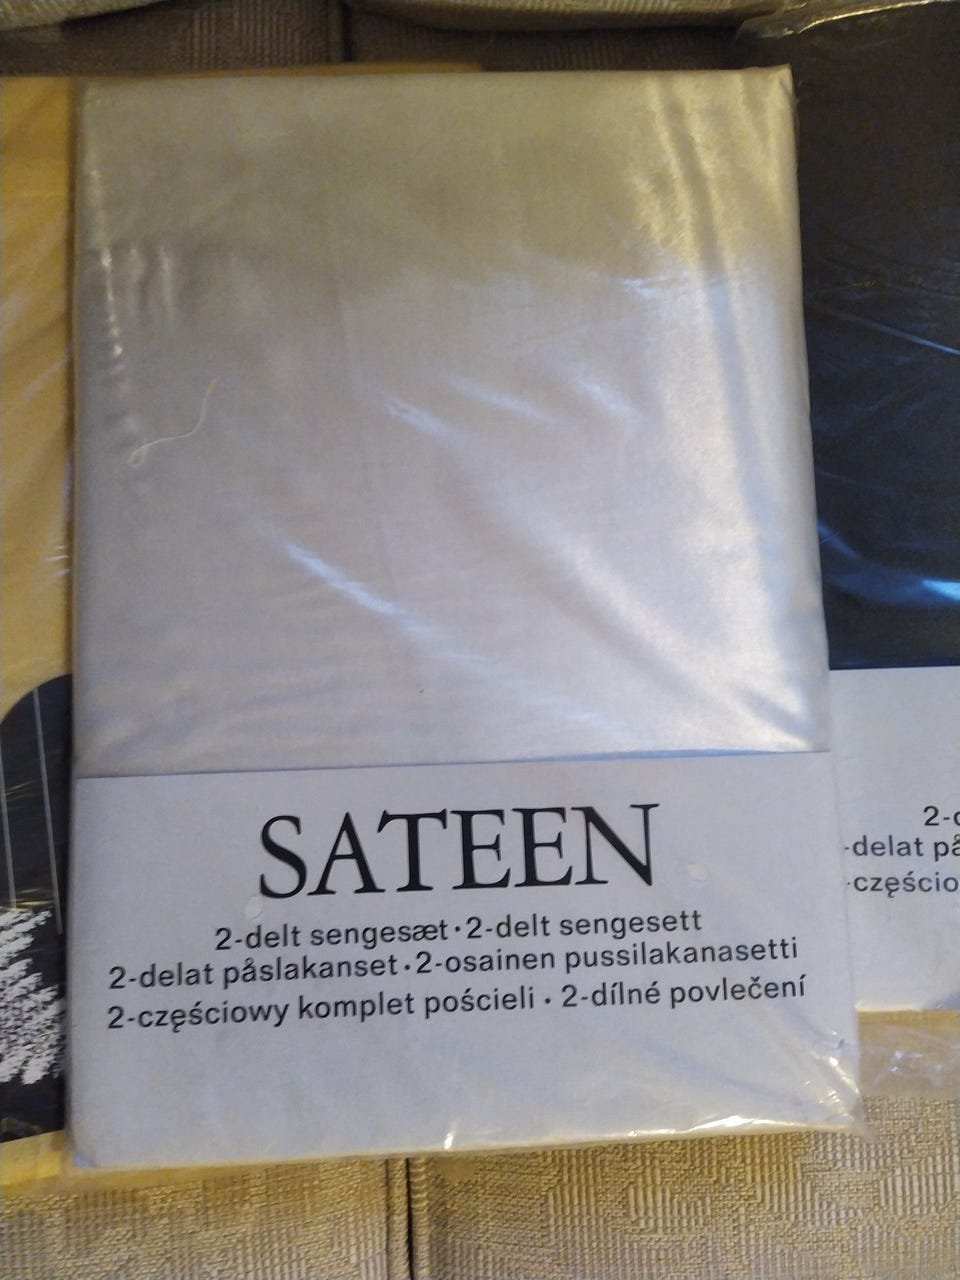 SATEEN
2-delt sengesæt · 2-delt sengesett
2-delat påslakanset · 2-osainen pussilakanasetti
2-częściowy komplet pościeli · 2-dílné povlečení
-delat